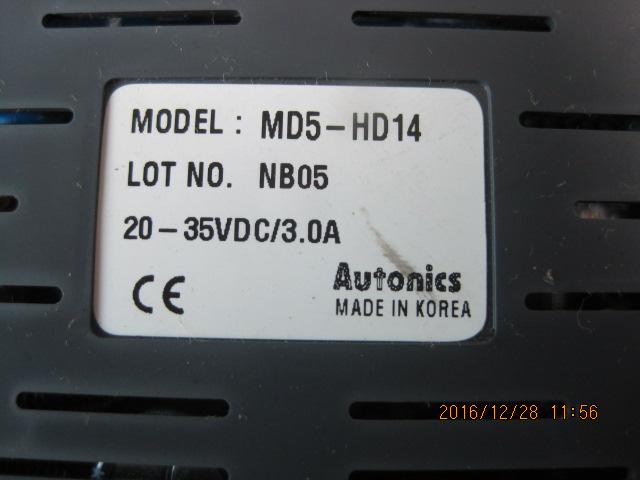 MODEL : MD5-HD14
LOT NO. NB05
20-35VDC/3.0A
CE
Autonics
MADE IN KOREA
2016/12/28 11:56